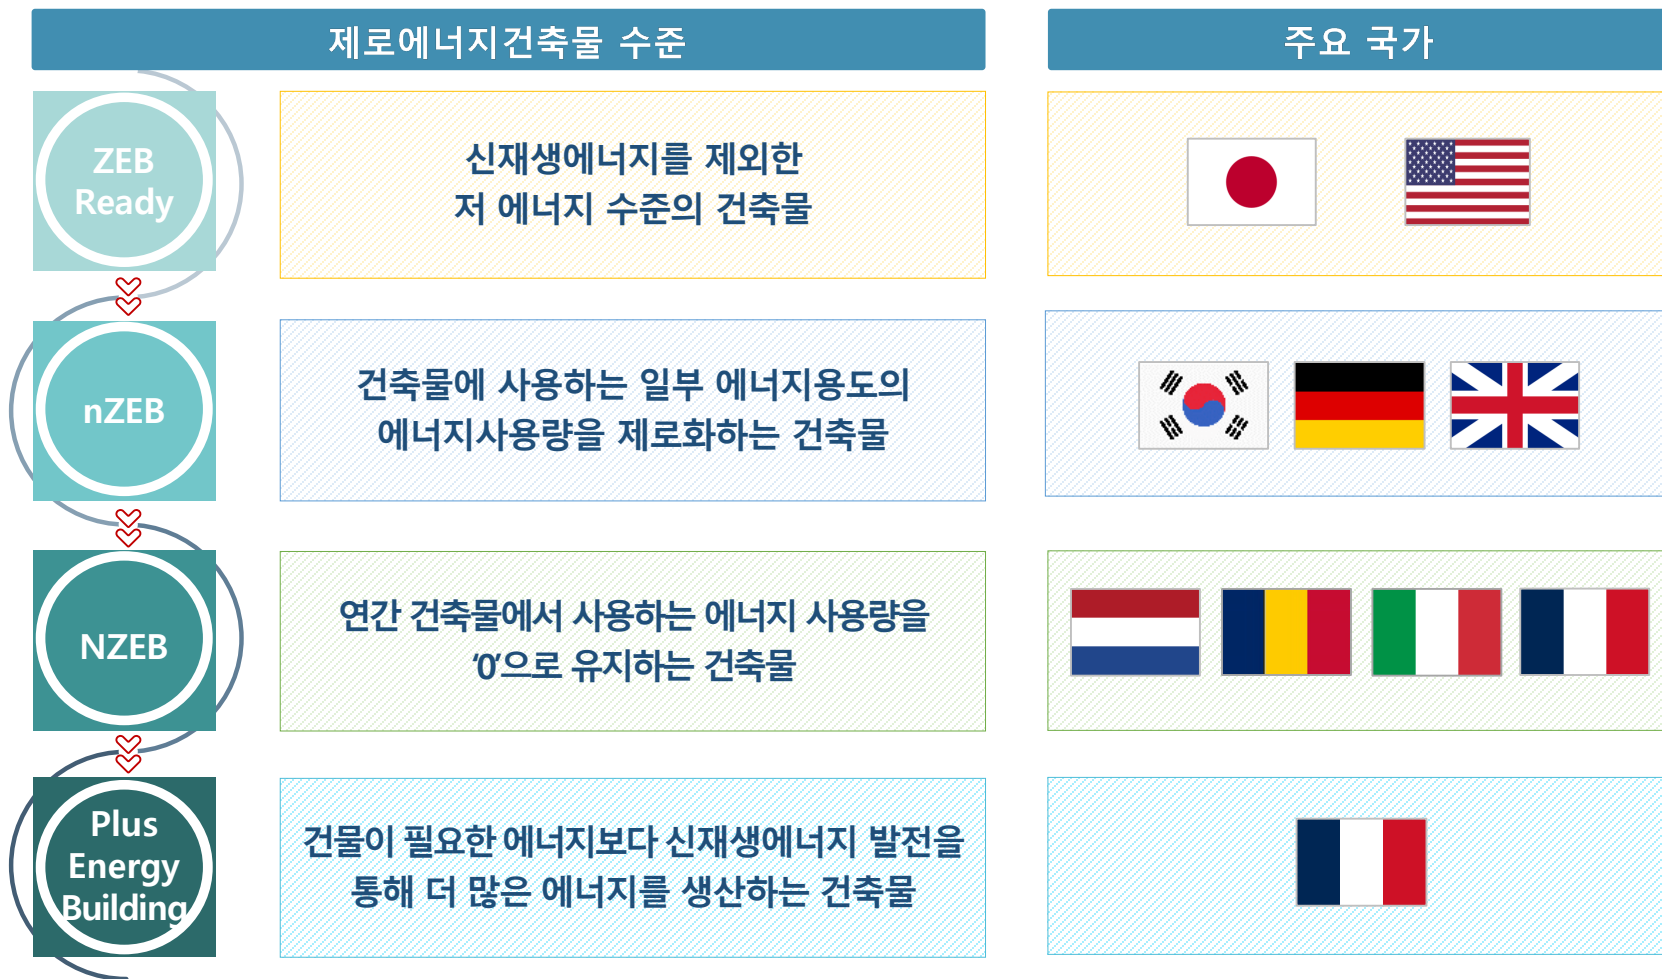 제로에너지건축물 수준
주요 국가
ZEB
Ready
신재생에너지를 제외한
저 에너지 수준의 건축물
nZEB
건축물에 사용하는 일부 에너지용도의
에너지사용량을 제로화하는 건축물
NZEB
연간 건축물에서 사용하는 에너지 사용량을
‘0’으로 유지하는 건축물
Plus
Energy
Building
건물이 필요한 에너지보다 신재생에너지 발전을
통해 더 많은 에너지를 생산하는 건축물